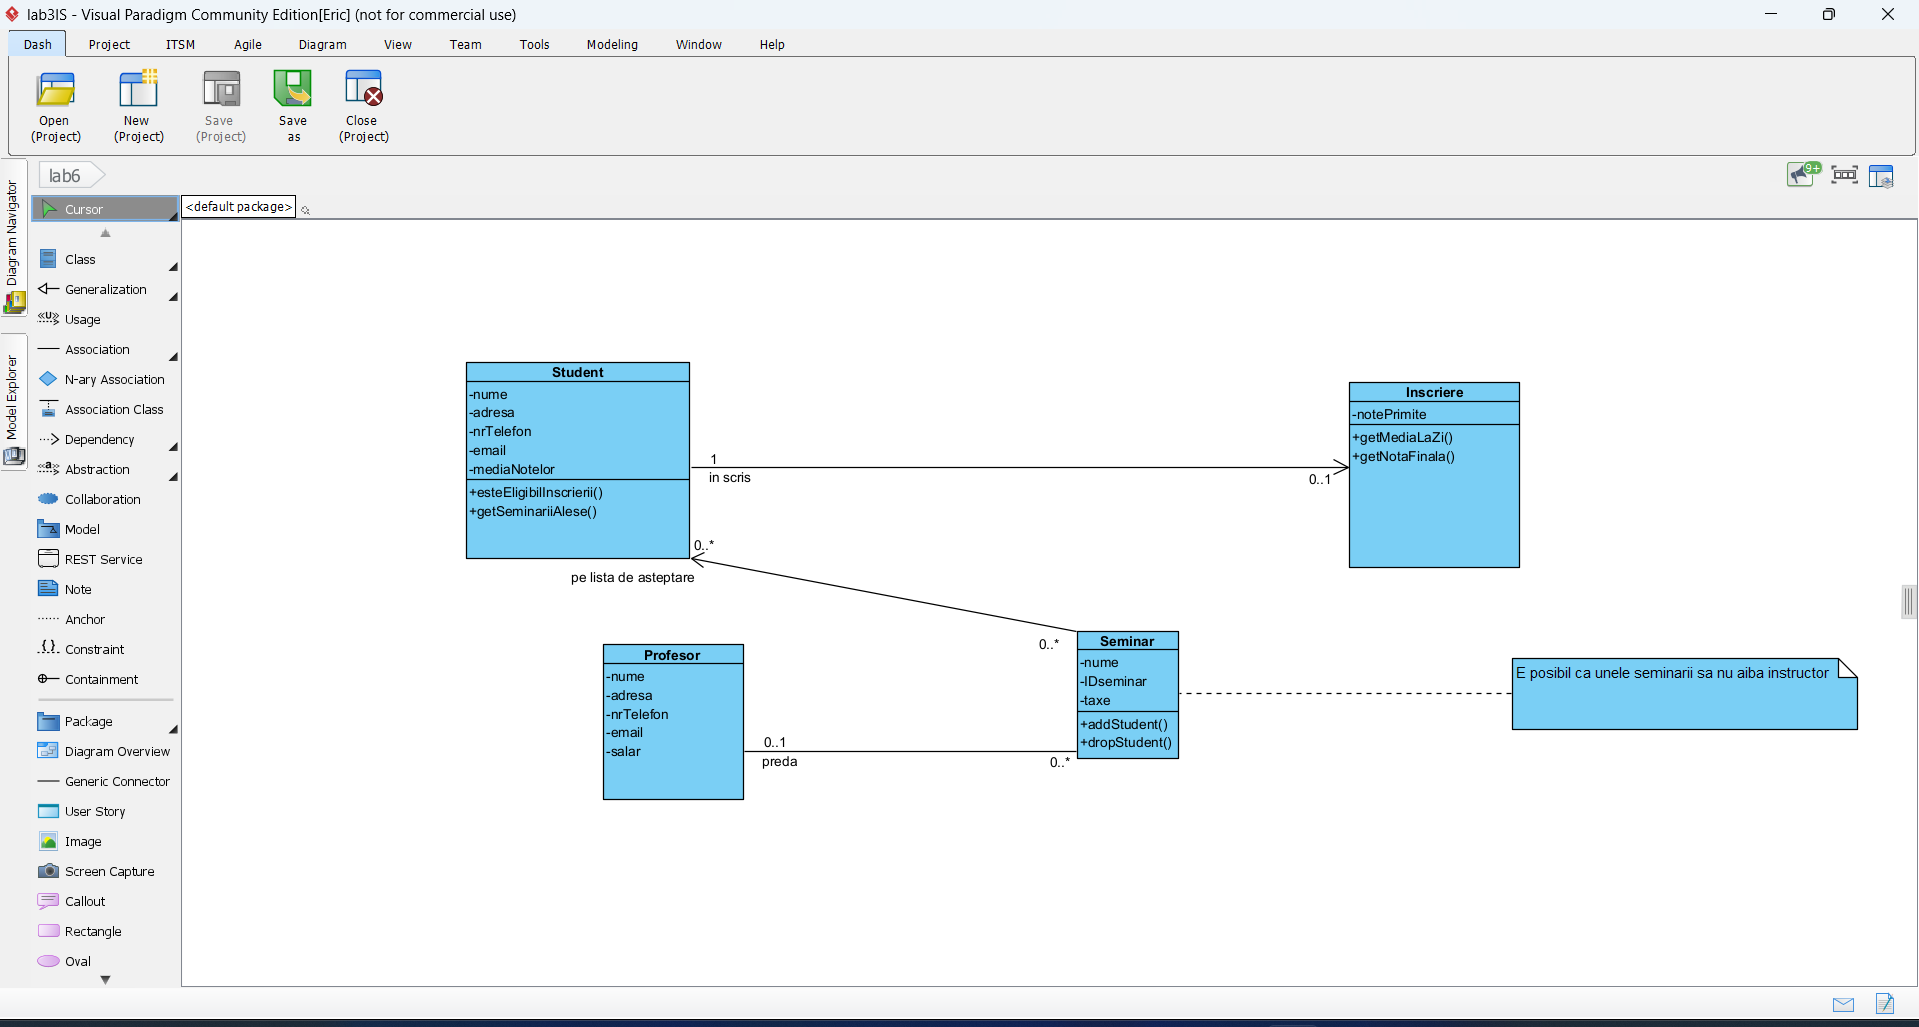 lab3IS - Visual Paradigm Community Edition[Eric] (not for commercial use)
Dash Project ITSM Agile Diagram View Team Tools Modeling Window Help
Open (Project)
New (Project)
Save (Project)
Save as
Close (Project)
Diagram Navigator
Model Explorer
lab6
9+
<default package>
Cursor
Class
Generalization
«U» Usage
Association
N-ary Association
Association Class
Dependency
«a» Abstraction
Collaboration
Model
REST Service
Note
Anchor
{} Constraint
Containment
Package
Diagram Overview
Generic Connector
User Story
Image
Screen Capture
Callout
Rectangle
Oval
Student
-nume
-adresa
-nrTelefon
-email
-mediaNotelor
+esteEligibilInscrierii()
+getSeminariiAlese()
1
in scris
0..1
Inscriere
-notePrimite
+getMediaLaZi()
+getNotaFinala()
0..*
pe lista de asteptare
0..*
Seminar
-nume
-IDseminar
-taxe
+addStudent()
+dropStudent()
Profesor
-nume
-adresa
-nrTelefon
-email
-salar
0..1
preda
0..*
E posibil ca unele seminarii sa nu aiba instructor